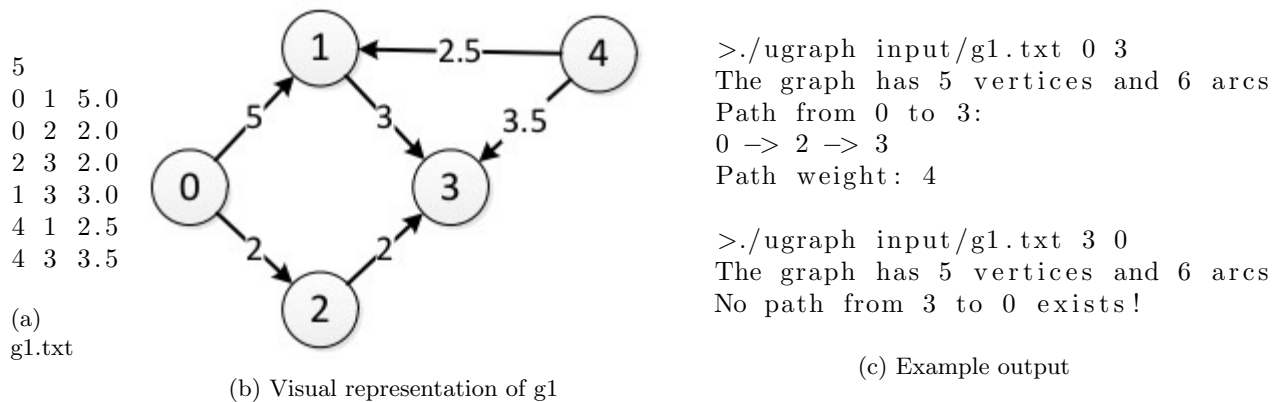 5
0 1 5.0
0 2 2.0
2 3 2.0
1 3 3.0
4 1 2.5
4 3 3.5
(a)
g1.txt
1
2.5
4
5
3
3.5
0
3
2
2
2
(b) Visual representation of g1
>./ugraph input/g1.txt 0 3
The graph has 5 vertices and 6 arcs
Path from 0 to 3:
0 −> 2 −> 3
Path weight: 4
>./ugraph input/g1.txt 3 0
The graph has 5 vertices and 6 arcs
No path from 3 to 0 exists!
(c) Example output